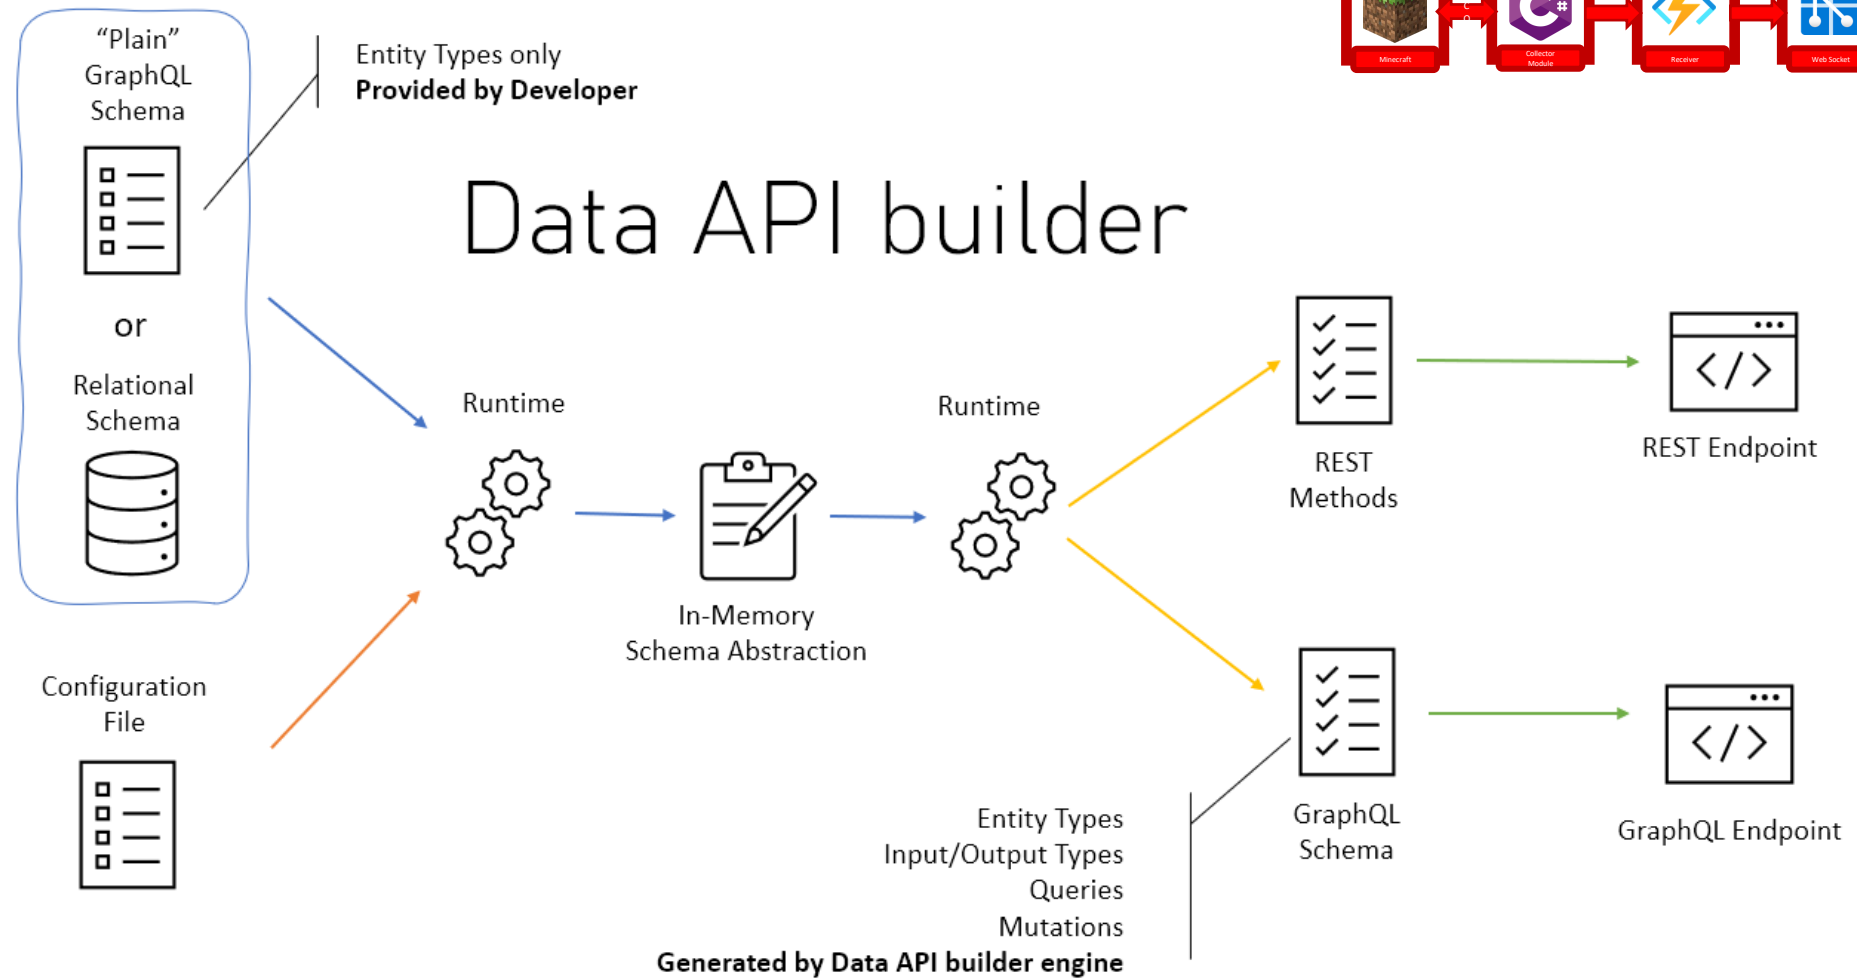 “Plain”
GraphQL
Schema
Entity Types only
Provided by Developer
Minecraft
Collector
Module
Receiver
Web Socket
Data API builder
or
Relational
Schema
Runtime
Runtime
REST
Methods
REST Endpoint
In-Memory
Schema Abstraction
Configuration
File
GraphQL
Schema
GraphQL Endpoint
Entity Types
Input/Output Types
Queries
Mutations
Generated by Data API builder engine